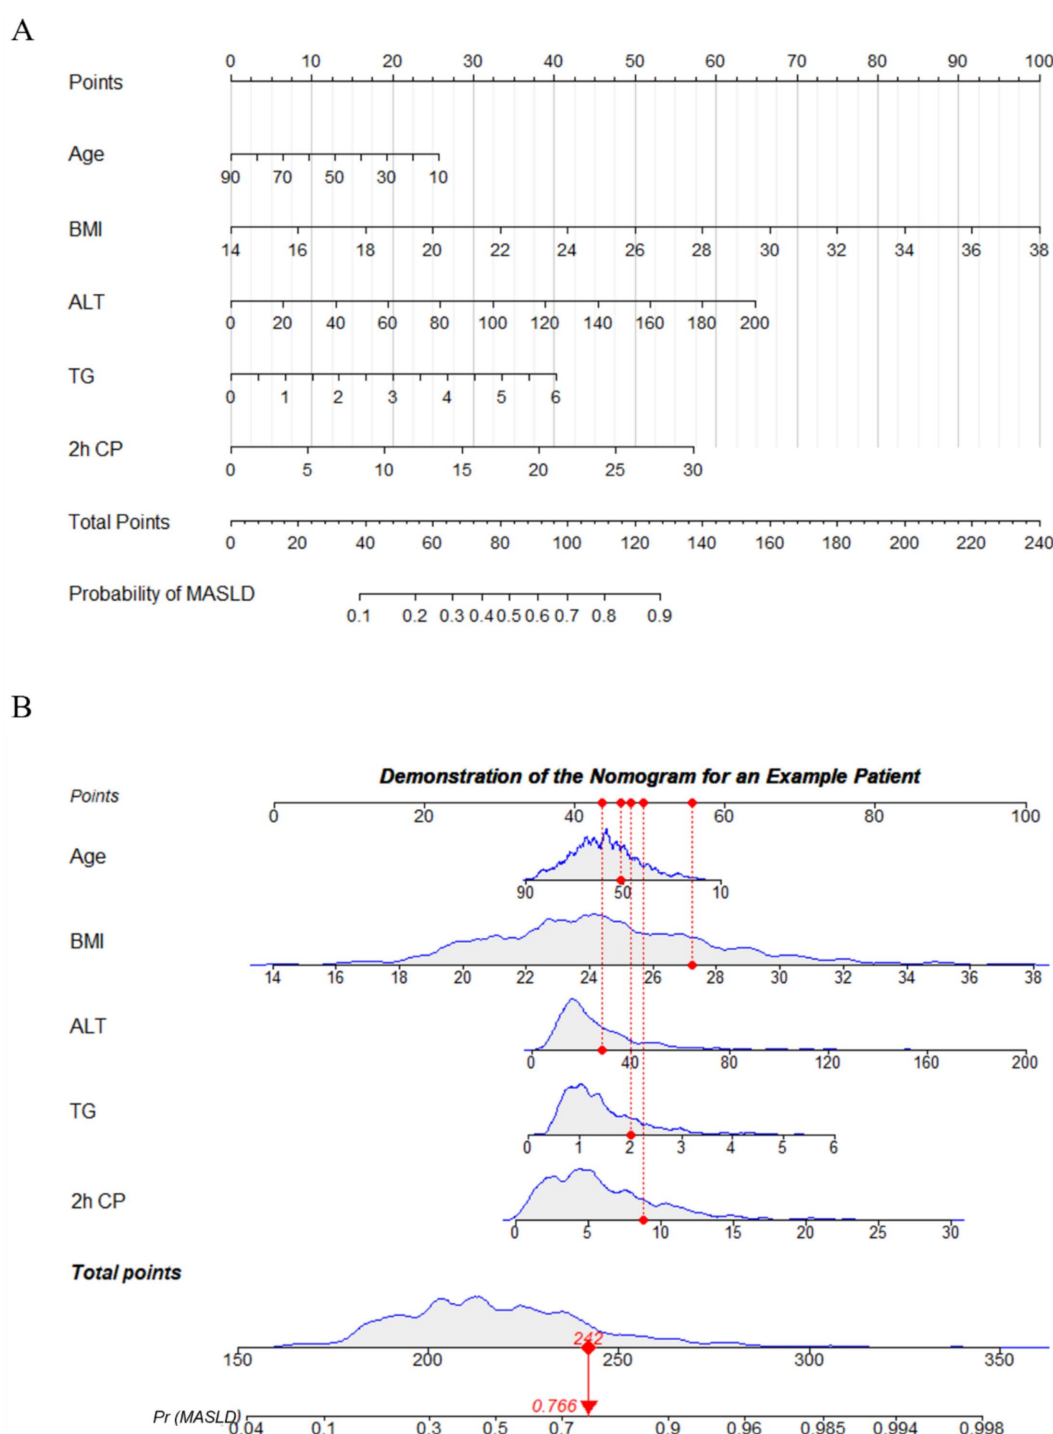 A
0 10 20 30 40 50 60 70 80 90 100
Points
Age
90 70 50 30 10
BMI
14 16 18 20 22 24 26 28 30 32 34 36 38
ALT
0 20 40 60 80 100 120 140 160 180 200
TG
0 1 2 3 4 5 6
2h CP
0 5 10 15 20 25 30
Total Points
0 20 40 60 80 100 120 140 160 180 200 220 240
Probability of MASLD
0.1 0.2 0.3 0.4 0.5 0.6 0.7 0.8 0.9
B
Demonstration of the Nomogram for an Example Patient
Points
0 20 40 60 80 100
Age
90 50 10
BMI
14 16 18 20 22 24 26 28 30 32 34 36 38
ALT
0 40 80 120 160 200
TG
0 1 2 3 4 5 6
2h CP
0 5 10 15 20 25 30
Total points
242
150 200 250 300 350
0.766
Pr (MASLD)
0.04 0.1 0.3 0.5 0.7 0.9 0.96 0.985 0.994 0.998